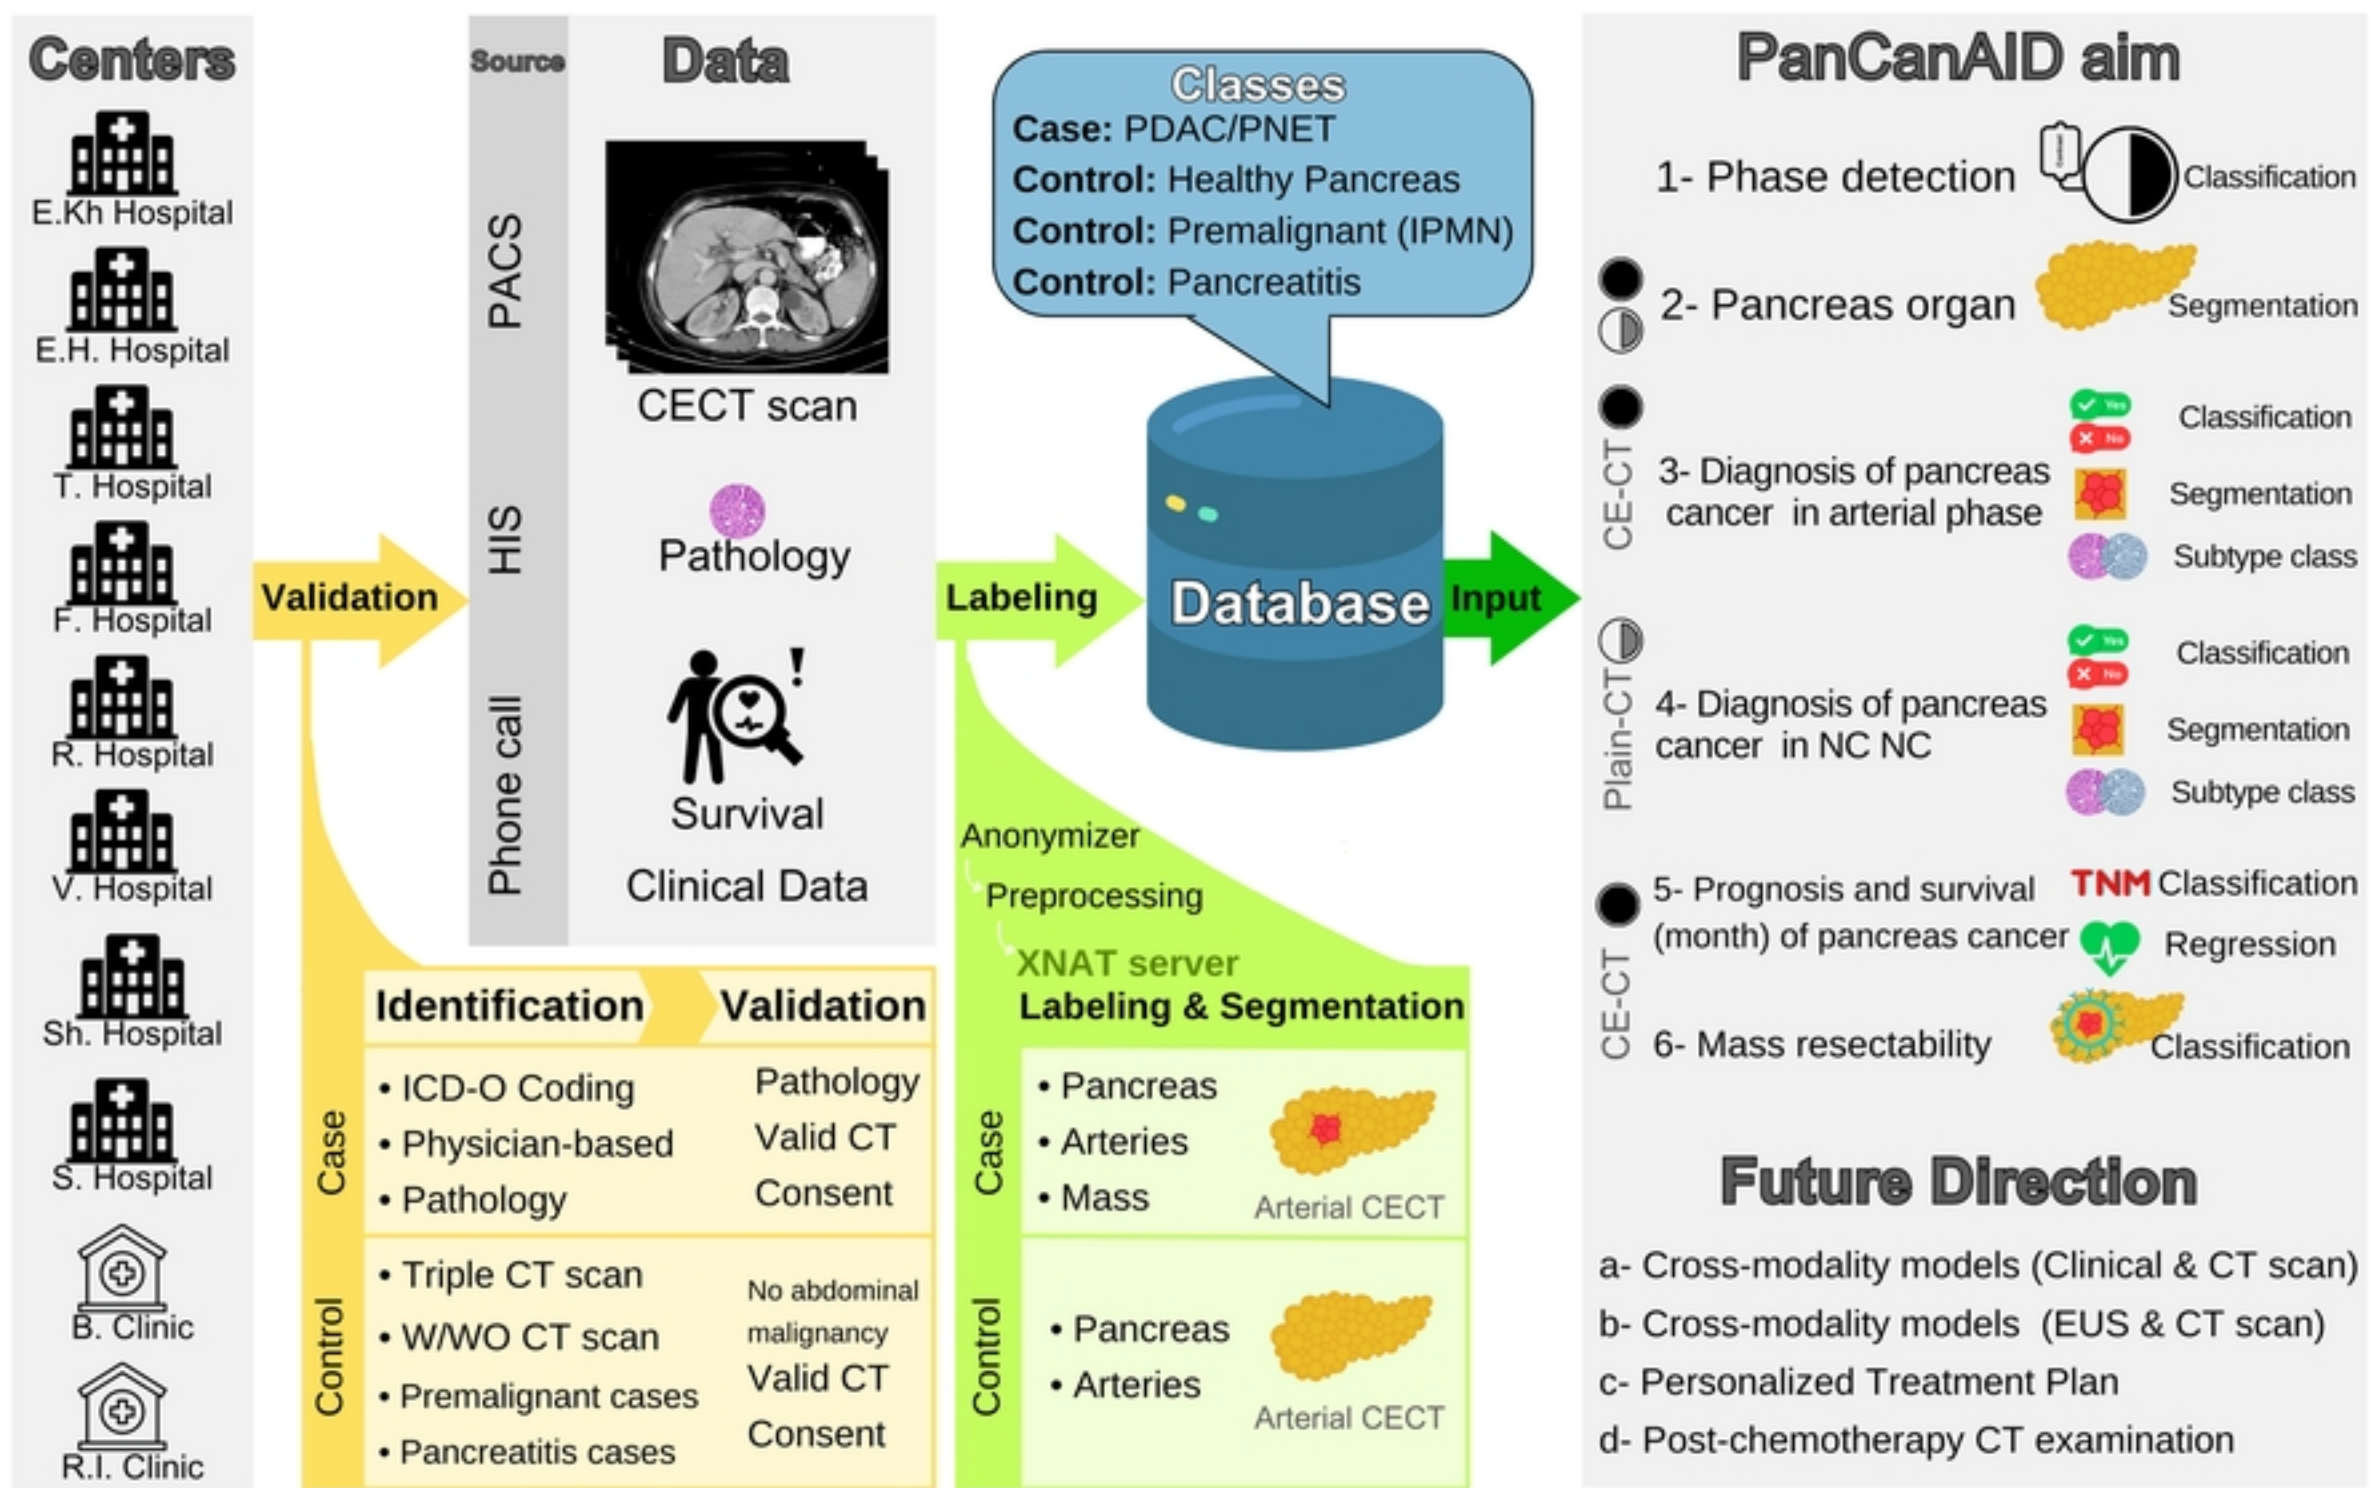 Centers
E.Kh Hospital
E.H. Hospital
T. Hospital
F. Hospital
R. Hospital
V. Hospital
Sh. Hospital
S. Hospital
B. Clinic
R.I. Clinic
Validation
Source
Data
PACS
CECT scan
HIS
Pathology
Phone call
Survival
Clinical Data
Identification
Validation
Case
• ICD-O Coding
• Physician-based
• Pathology
Pathology
Valid CT
Consent
Control
• Triple CT scan
• W/WO CT scan
• Premalignant cases
• Pancreatitis cases
No abdominal
malignancy
Valid CT
Consent
Labeling
Anonymizer
Preprocessing
XNAT server
Labeling & Segmentation
Case
• Pancreas
• Arteries
• Mass
Arterial CECT
Control
• Pancreas
• Arteries
Arterial CECT
Classes
Case: PDAC/PNET
Control: Healthy Pancreas
Control: Premalignant (IPMN)
Control: Pancreatitis
Database
Input
PanCanAID aim
1- Phase detection
Classification
2- Pancreas organ
Segmentation
CE-CT
3- Diagnosis of pancreas
cancer in arterial phase
Yes
No
Classification
Segmentation
Subtype class
Plain-CT
4- Diagnosis of pancreas
cancer in NC NC
Yes
No
Classification
Segmentation
Subtype class
CE-CT
5- Prognosis and survival
(month) of pancreas cancer
TNM Classification
Regression
6- Mass resectability
Classification
Future Direction
a- Cross-modality models (Clinical & CT scan)
b- Cross-modality models (EUS & CT scan)
c- Personalized Treatment Plan
d- Post-chemotherapy CT examination